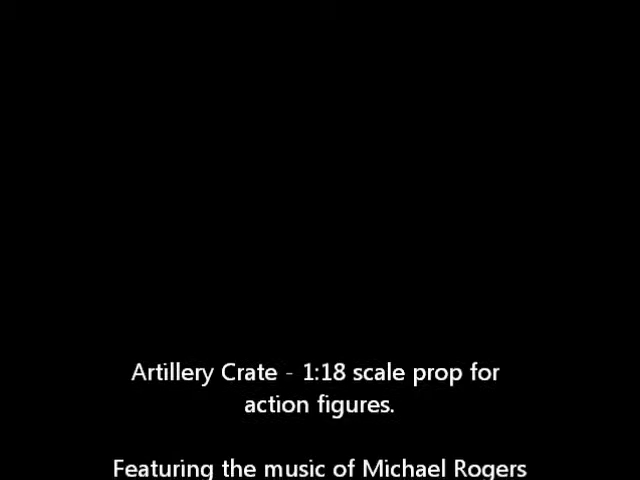 Artillery Crate - 1:18 scale prop for
action figures.
Featuring the music of Michael Rogers